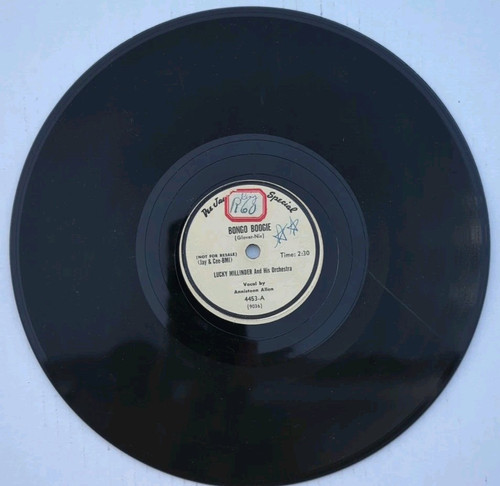 Special
BONGO BOOGIE
(Glover-Nix)
(NOT FOR RESALE)
(Jay & Cee-BMI)
Time: 2:30
LUCKY MILLINDER And His Orchestra
Vocal by
Annisteen Allen
4453-A
(9036)